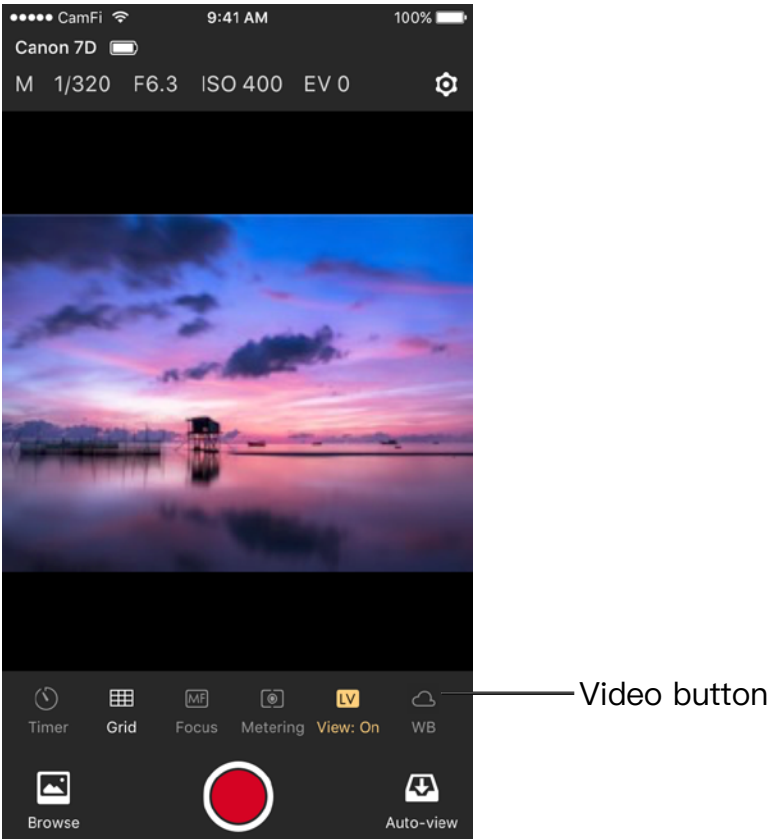 CamFi 9:41 AM 100%
Canon 7D
M 1/320 F6.3 ISO 400 EV 0
MF LV
Timer Grid Focus Metering View: On WB
Video button
Browse Auto-view